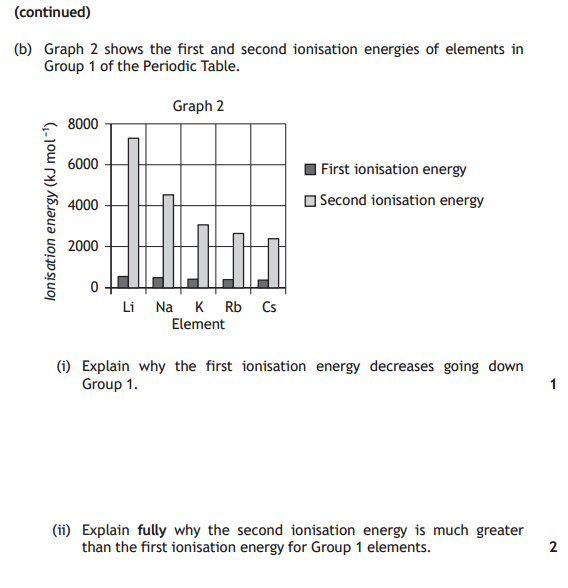 (continued)
(b) Graph 2 shows the first and second ionisation energies of elements in
Group 1 of the Periodic Table.
Graph 2
Ionisation energy (kJ mol⁻¹)
8000
6000
4000
2000
0
First ionisation energy
Second ionisation energy
Li Na K Rb Cs
Element
(i) Explain why the first ionisation energy decreases going down
Group 1. 1
(ii) Explain fully why the second ionisation energy is much greater
than the first ionisation energy for Group 1 elements. 2